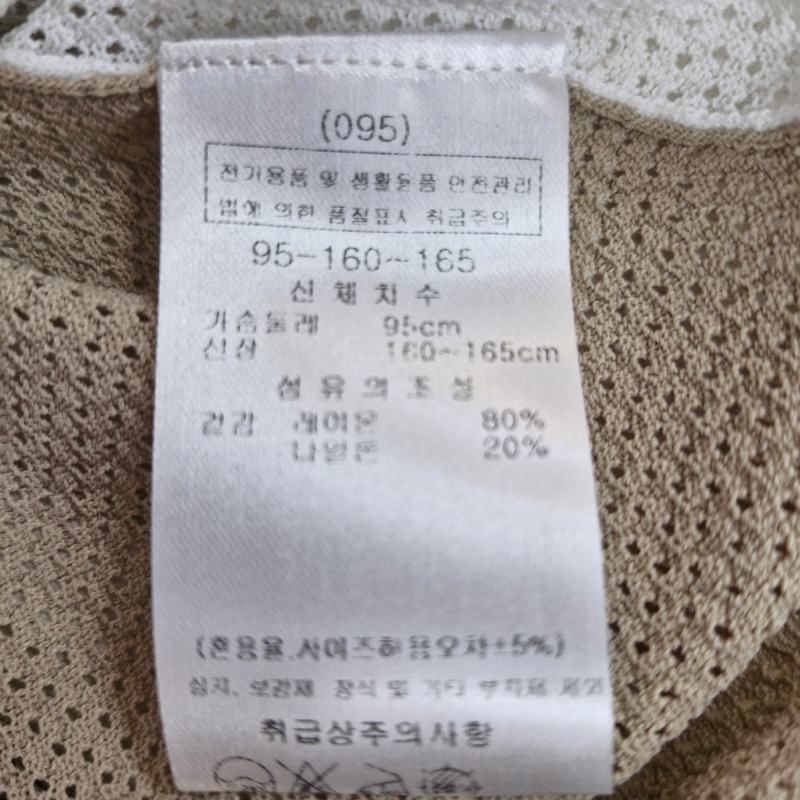 (095)
전기용품 및 생활용품 안전관리
법에 의한 품질표시 취급주의
95-160~165
신체치수
가슴둘레 95cm
신장 160~165cm
섬유의조성
겉감 레이온 80%
나일론 20%
(혼용율.사이즈허용오차±5%)
심지, 보강재, 장식 및 기타 부자재 제외
취급상주의사항